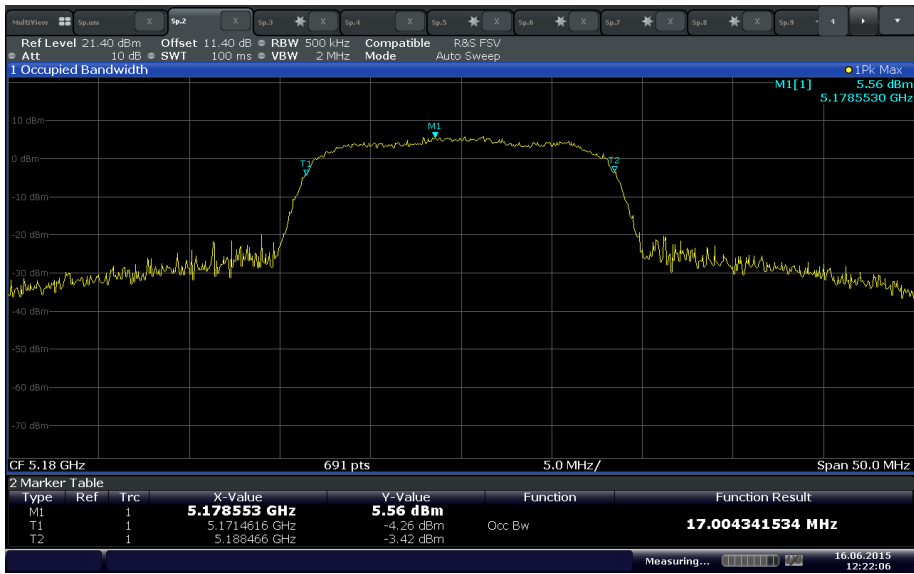 MultiView Sp.um X Sp.2 X Sp.3 X Sp.4 X Sp.5 X Sp.6 X Sp.7 X Sp.8 X Sp.9
Ref Level 21.40 dBm Offset 11.40 dB RBW 500 kHz Compatible R&S FSV
Att 10 dB SWT 100 ms VBW 2 MHz Mode Auto Sweep
1 Occupied Bandwidth 1Pk Max
M1[1] 5.56 dBm
5.1785530 GHz
10 dBm
M1
0 dBm
T1
T2
-10 dBm
-20 dBm
-30 dBm
-40 dBm
-50 dBm
-60 dBm
-70 dBm
CF 5.18 GHz 691 pts 5.0 MHz/ Span 50.0 MHz
2 Marker Table
Type Ref Trc X-Value Y-Value Function Function Result
M1 1 5.178553 GHz 5.56 dBm
T1 1 5.1714616 GHz -4.26 dBm Occ Bw 17.004341534 MHz
T2 1 5.188466 GHz -3.42 dBm
Measuring... 16.06.2015
12:22:06